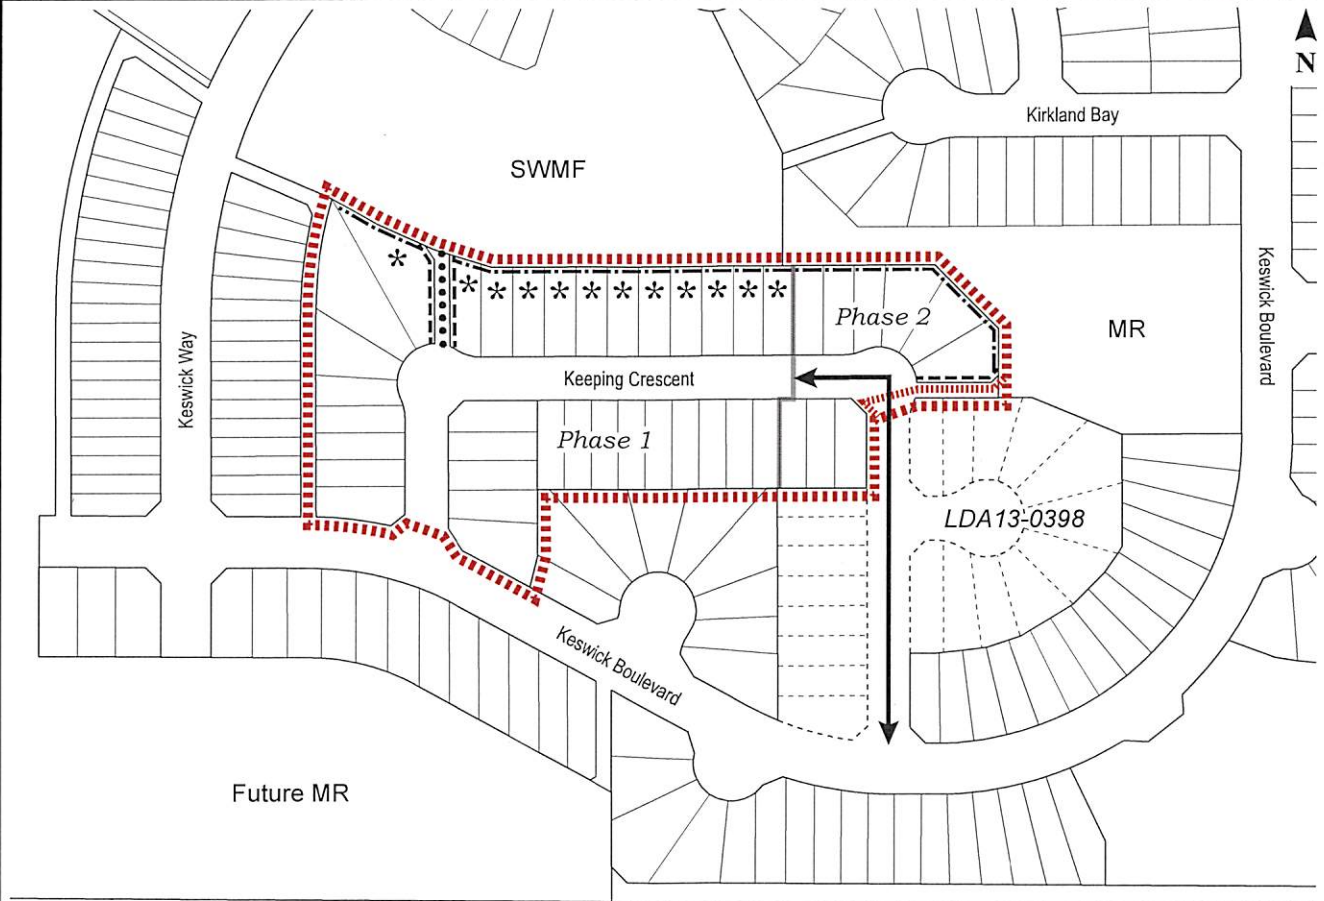 N
Kirkland Bay
SWMF
Keswick Boulevard
Phase 2
MR
Keswick Way
Keeping Crescent
Phase 1
LDA13-0398
Keswick Boulevard
Future MR